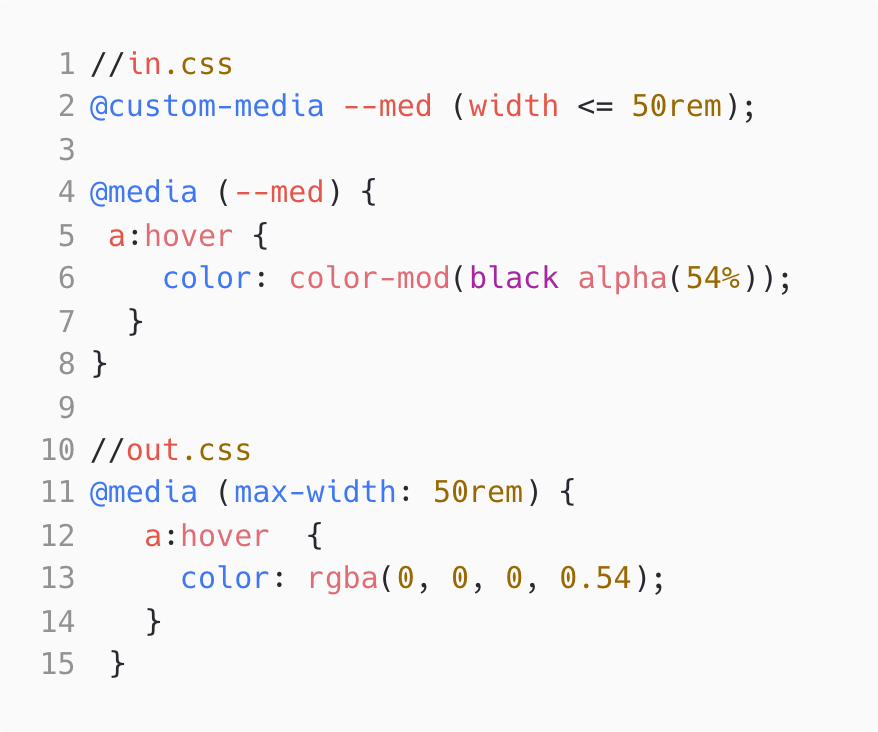 1 //in.css
2 @custom-media --med (width <= 50rem);
3
4 @media (--med) {
5  a:hover {
6     color: color-mod(black alpha(54%));
7   }
8 }
9
10 //out.css
11 @media (max-width: 50rem) {
12    a:hover  {
13      color: rgba(0, 0, 0, 0.54);
14    }
15  }